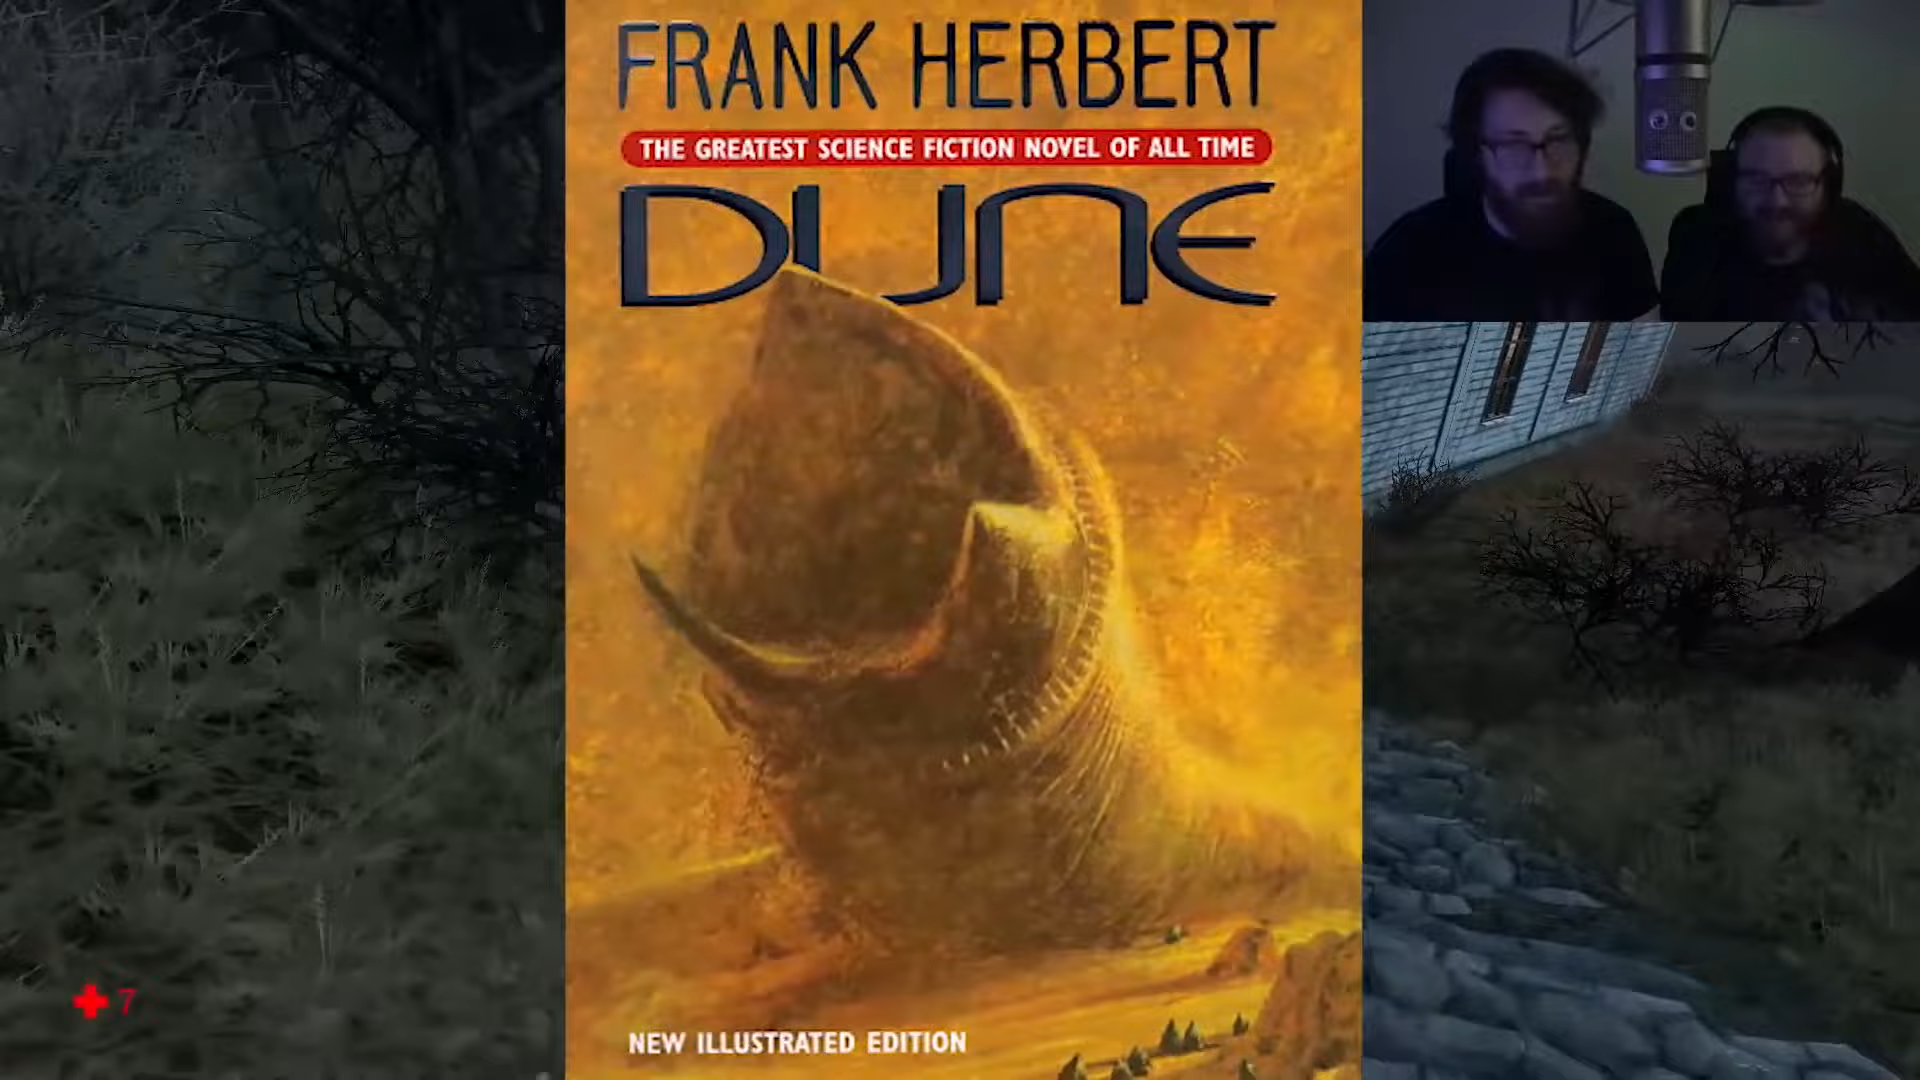 FRANK HERBERT
THE GREATEST SCIENCE FICTION NOVEL OF ALL TIME
DUNE
NEW ILLUSTRATED EDITION
7